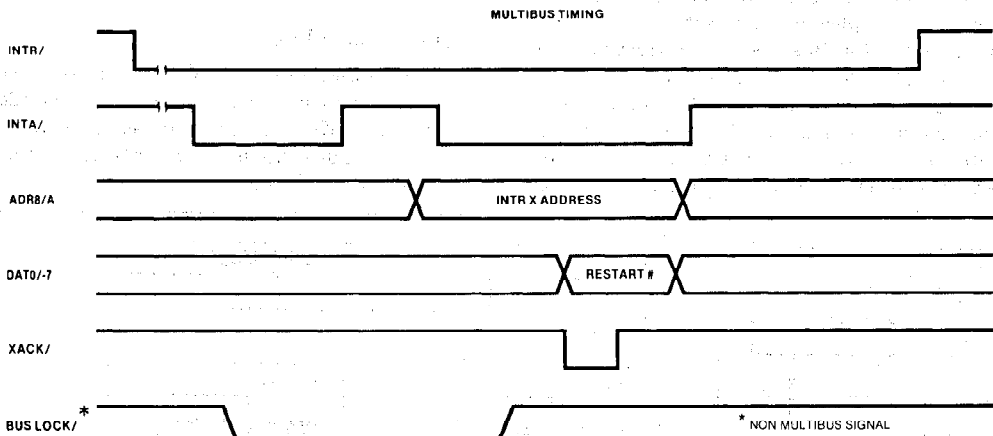 MULTIBUS TIMING
INTR/
INTA/
ADR8/A
INTR X ADDRESS
DAT0/-7
RESTART #
XACK/
BUS LOCK/ *
* NON MULTIBUS SIGNAL